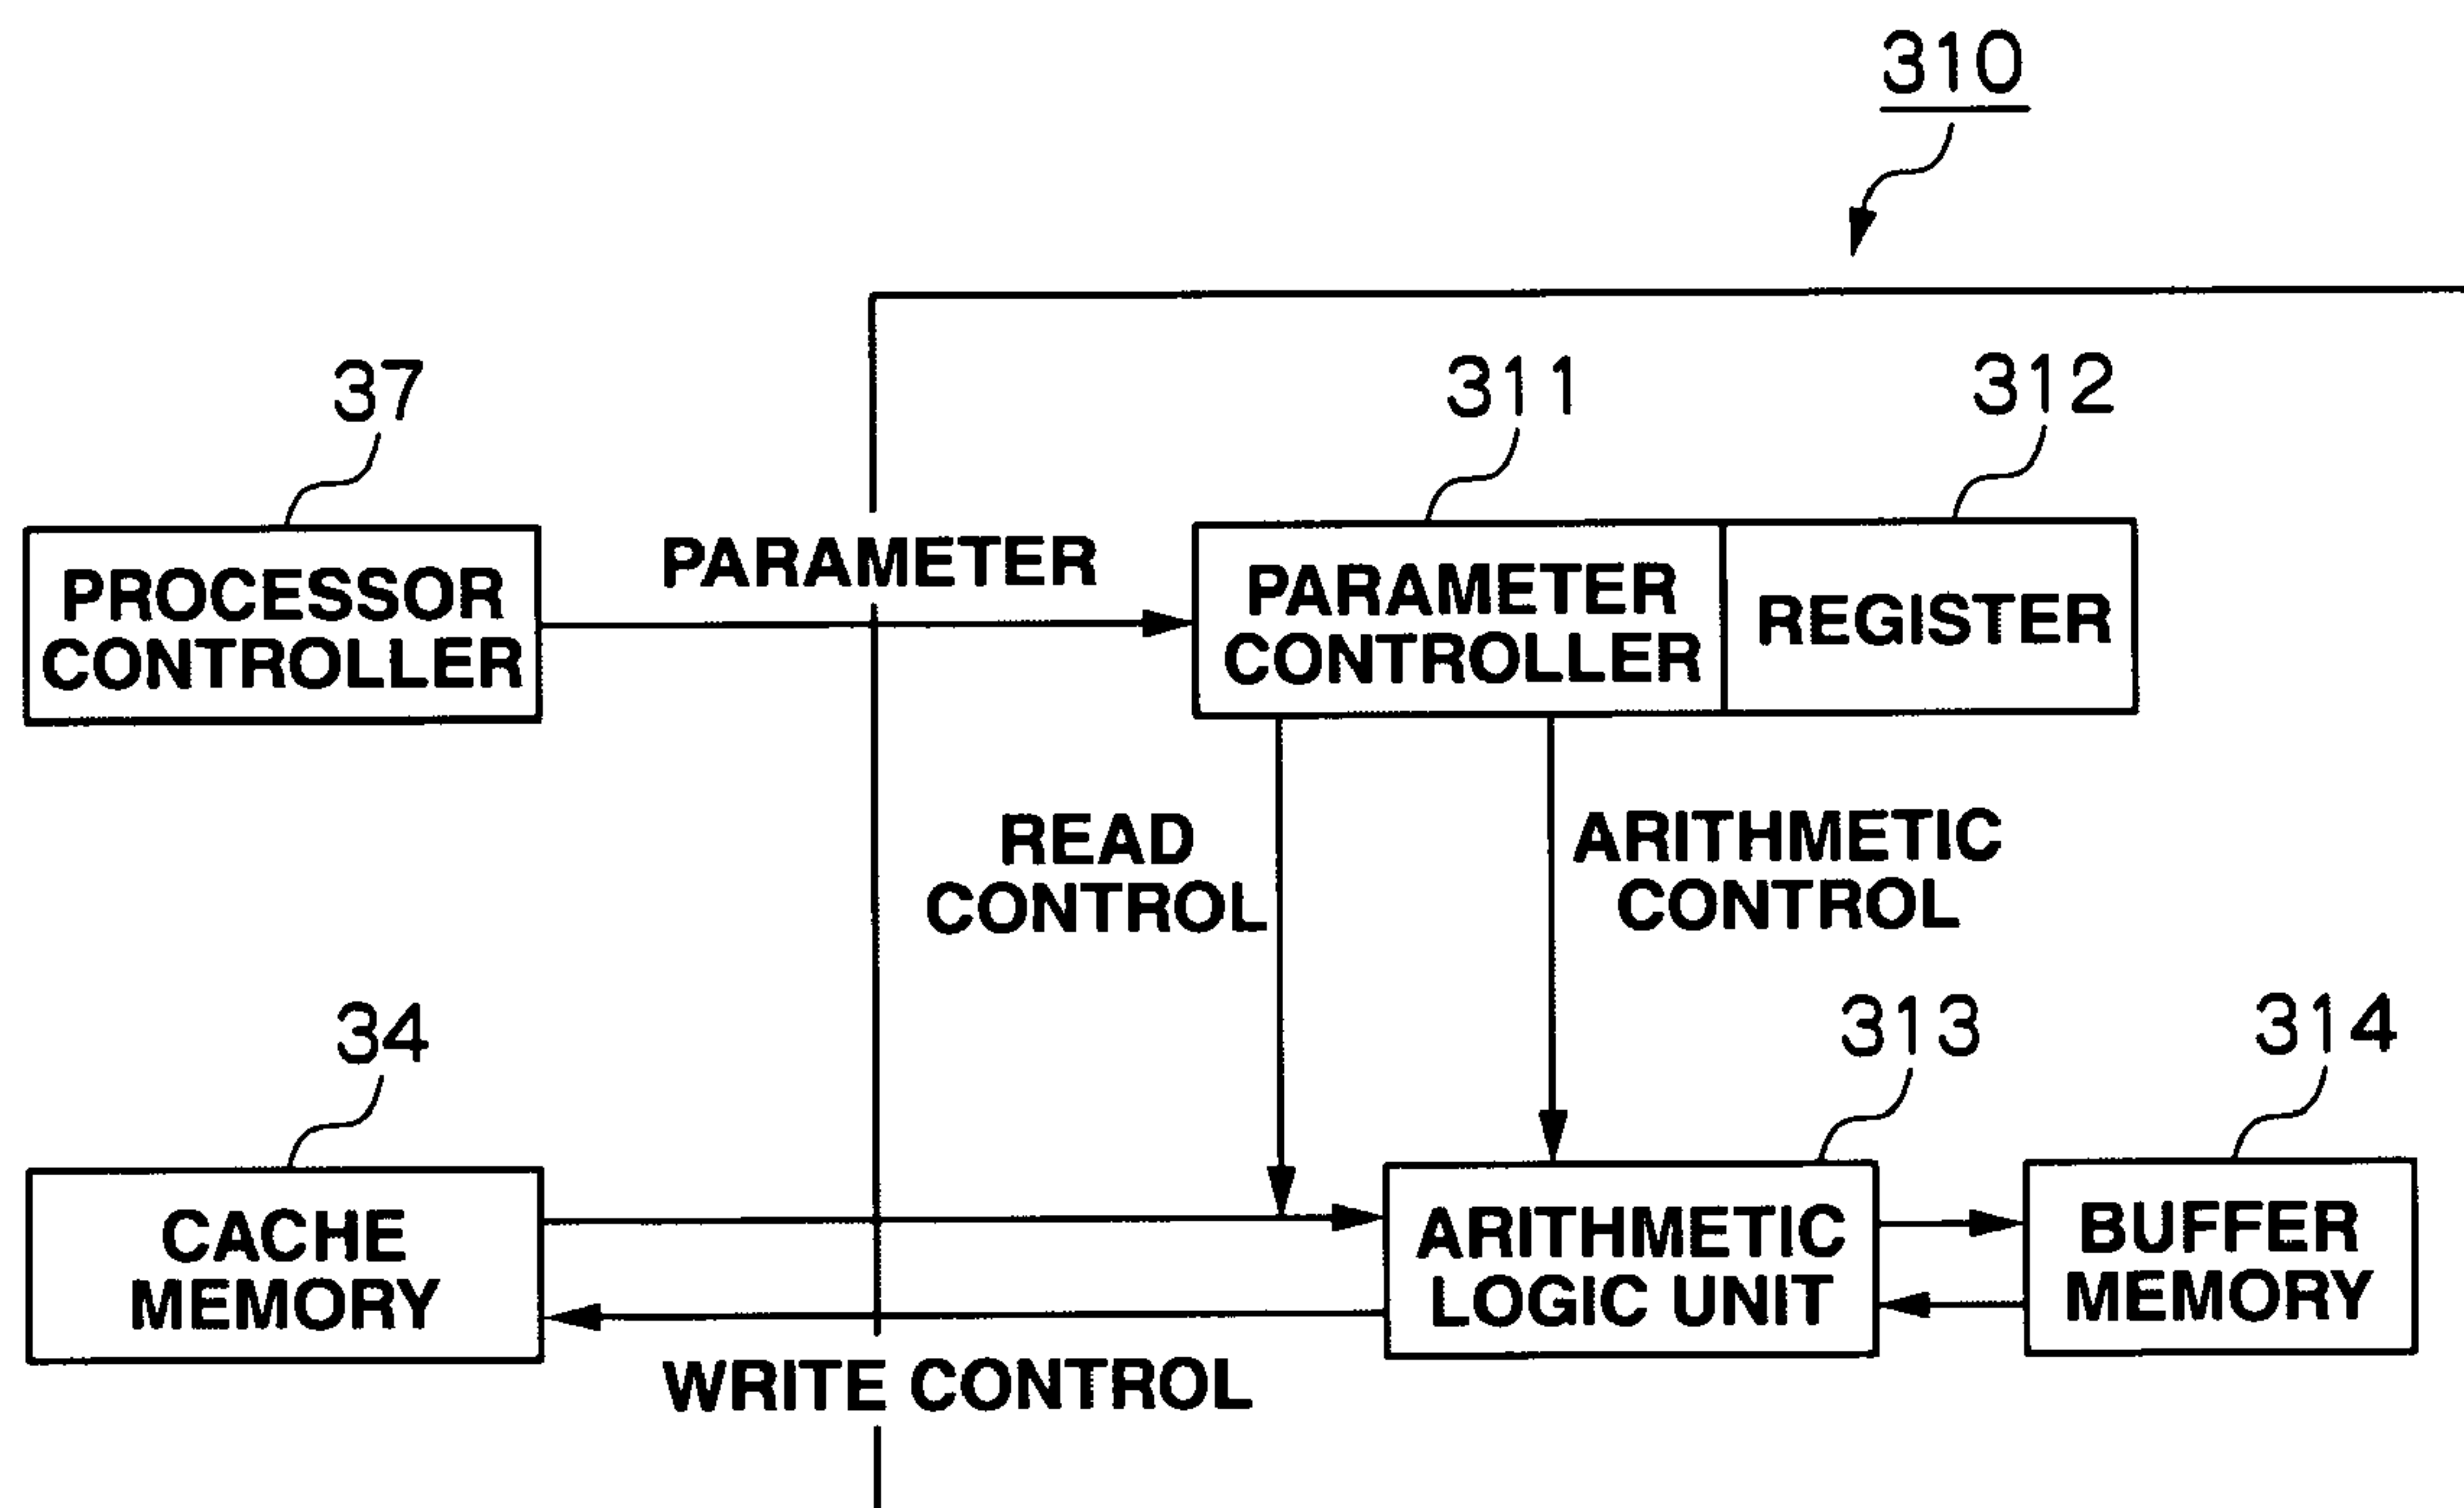 310
37
311
312
PARAMETER
PROCESSOR
CONTROLLER
PARAMETER
CONTROLLER
REGISTER
READ
CONTROL
ARITHMETIC
CONTROL
34
313
314
CACHE
MEMORY
ARITHMETIC
LOGIC UNIT
BUFFER
MEMORY
WRITE CONTROL